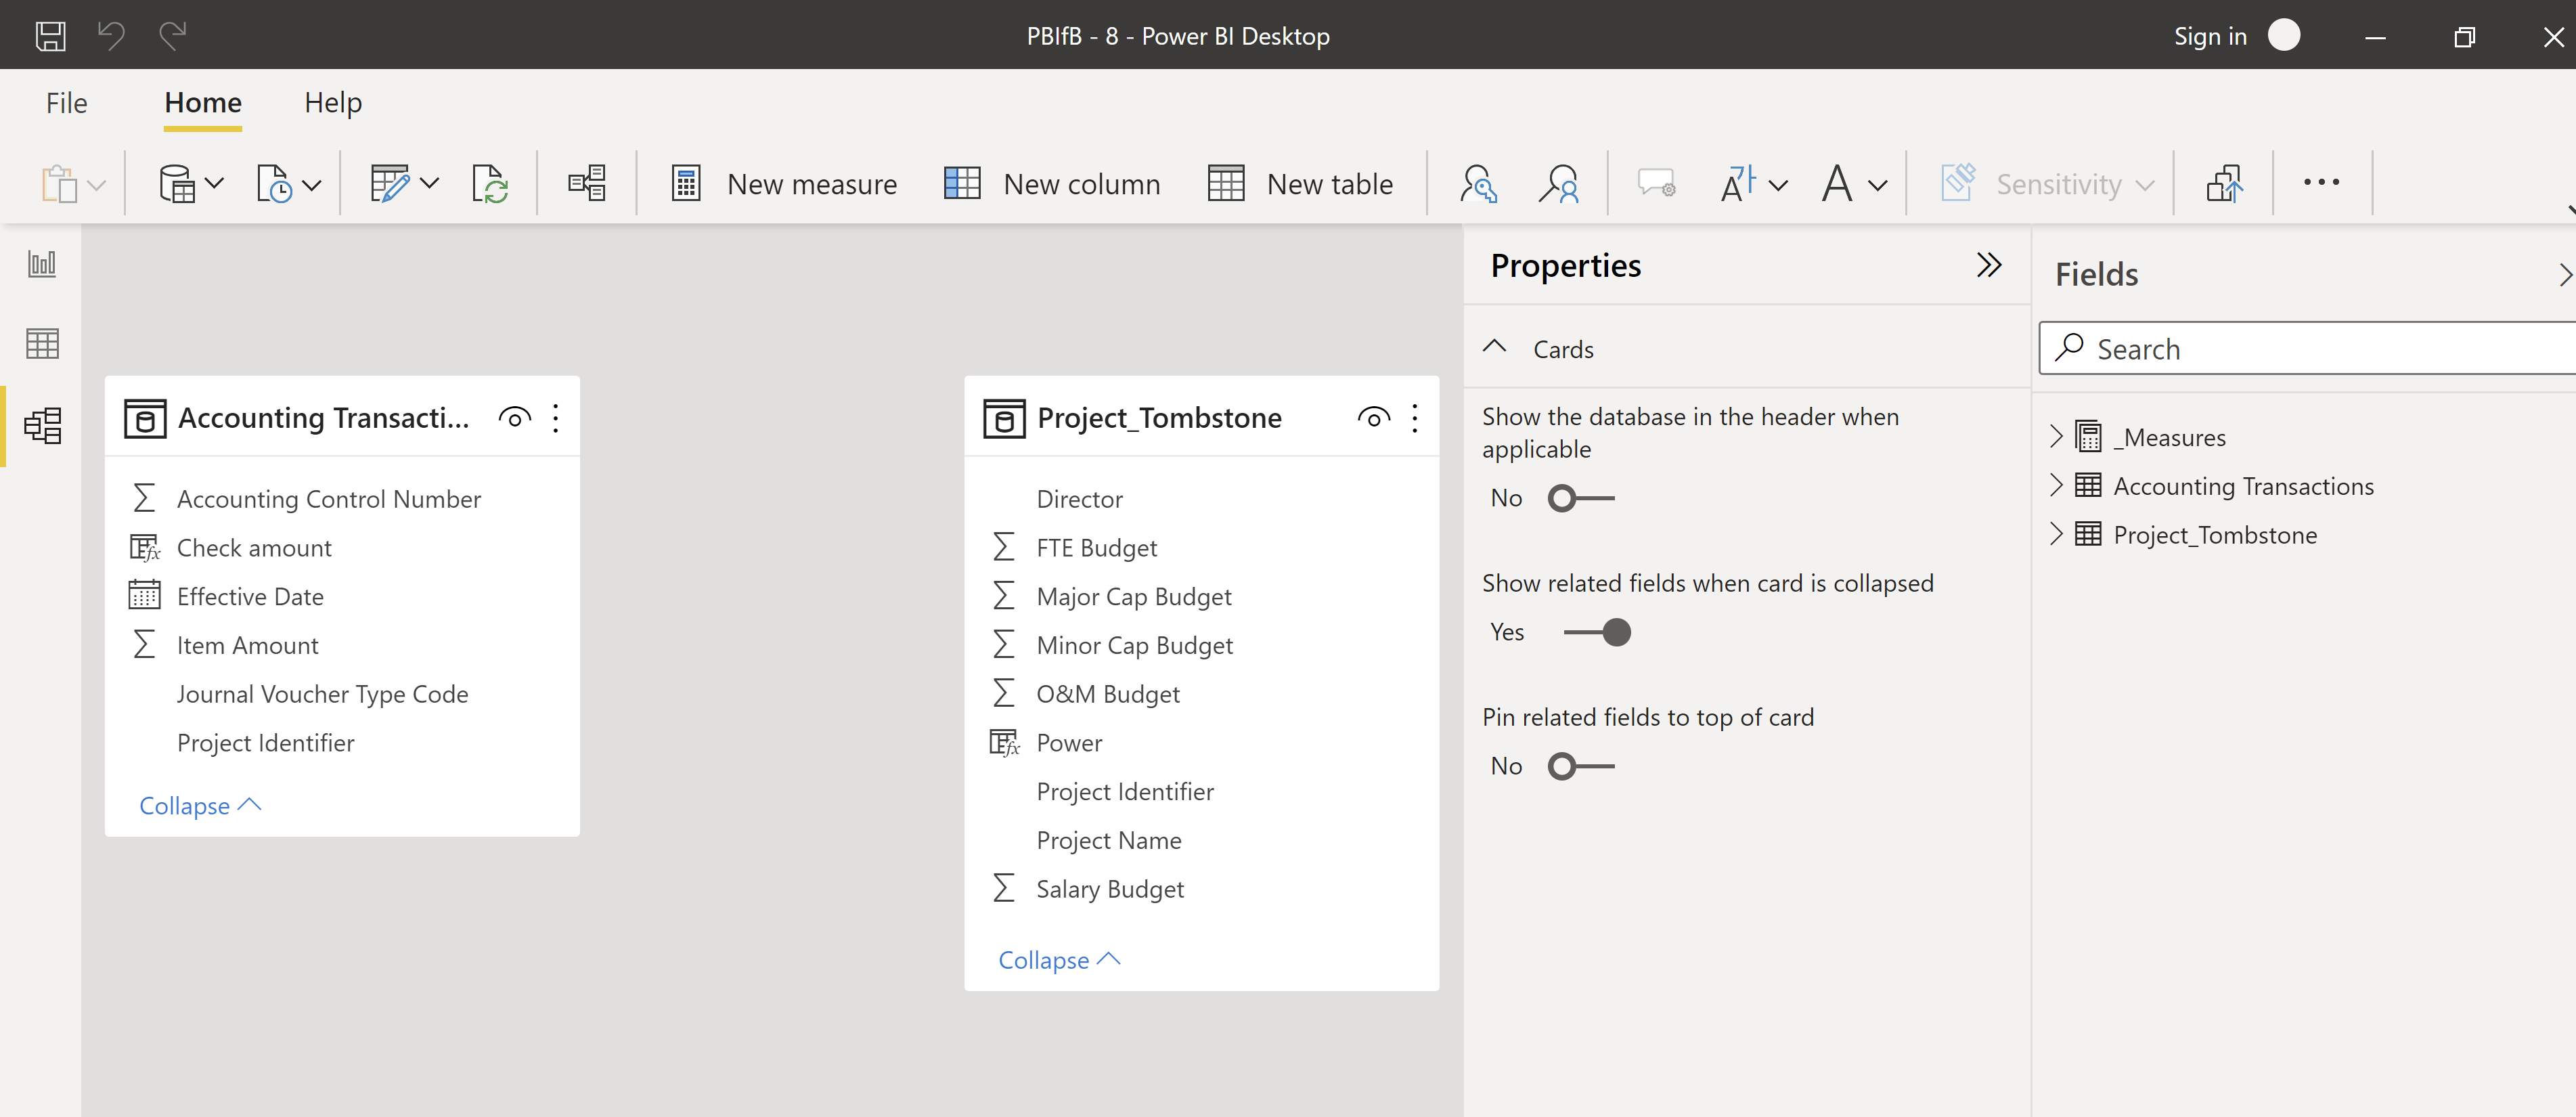 PBIfB - 8 - Power BI Desktop
Sign in
File
Home
Help
New measure
New column
New table
Sensitivity
Accounting Transacti...
Accounting Control Number
Check amount
Effective Date
Item Amount
Journal Voucher Type Code
Project Identifier
Collapse
Project_Tombstone
Director
FTE Budget
Major Cap Budget
Minor Cap Budget
O&M Budget
Power
Project Identifier
Project Name
Salary Budget
Collapse
Properties
Cards
Show the database in the header when
applicable
No
Show related fields when card is collapsed
Yes
Pin related fields to top of card
No
Fields
Search
_Measures
Accounting Transactions
Project_Tombstone